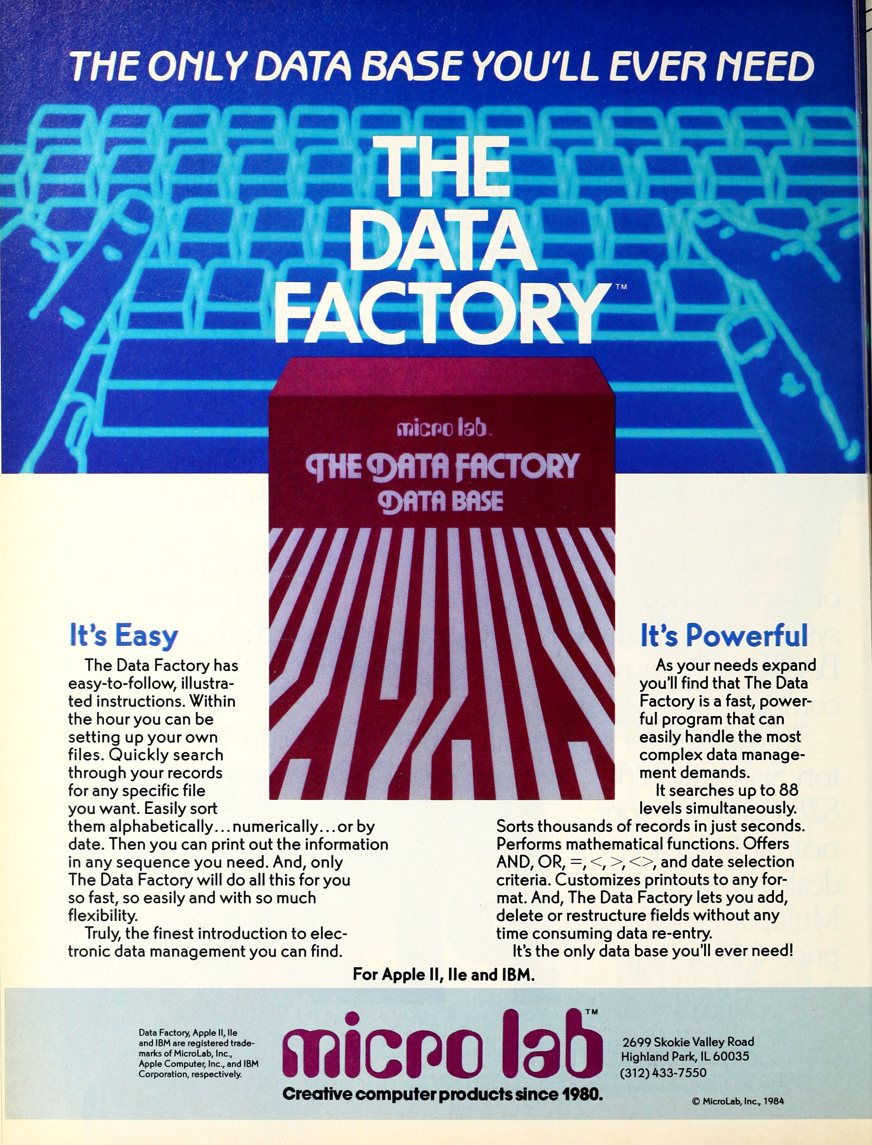 THE ONLY DATA BASE YOU'LL EVER NEED
THE
DATA
FACTORY™
micro lab™
THE DATA FACTORY
DATA BASE
It's Easy
The Data Factory has
easy-to-follow, illustra-
ted instructions. Within
the hour you can be
setting up your own
files. Quickly search
through your records
for any specific file
you want. Easily sort
them alphabetically...numerically...or by
date. Then you can print out the information
in any sequence you need. And, only
The Data Factory will do all this for you
so fast, so easily and with so much
flexibility.
Truly, the finest introduction to elec-
tronic data management you can find.
It's Powerful
As your needs expand
you'll find that The Data
Factory is a fast, power-
ful program that can
easily handle the most
complex data manage-
ment demands.
It searches up to 88
levels simultaneously.
Sorts thousands of records in just seconds.
Performs mathematical functions. Offers
AND, OR, =, <, >, <>, and date selection
criteria. Customizes printouts to any for-
mat. And, The Data Factory lets you add,
delete or restructure fields without any
time consuming data re-entry.
It's the only data base you'll ever need!
For Apple II, IIe and IBM.
Data Factory, Apple II, IIe
and IBM are registered trade-
marks of MicroLab, Inc.,
Apple Computer, Inc., and IBM
Corporation, respectively.
micro lab™
Creative computer products since 1980.
2699 Skokie Valley Road
Highland Park, IL 60035
(312) 433-7550
© MicroLab, Inc., 1984